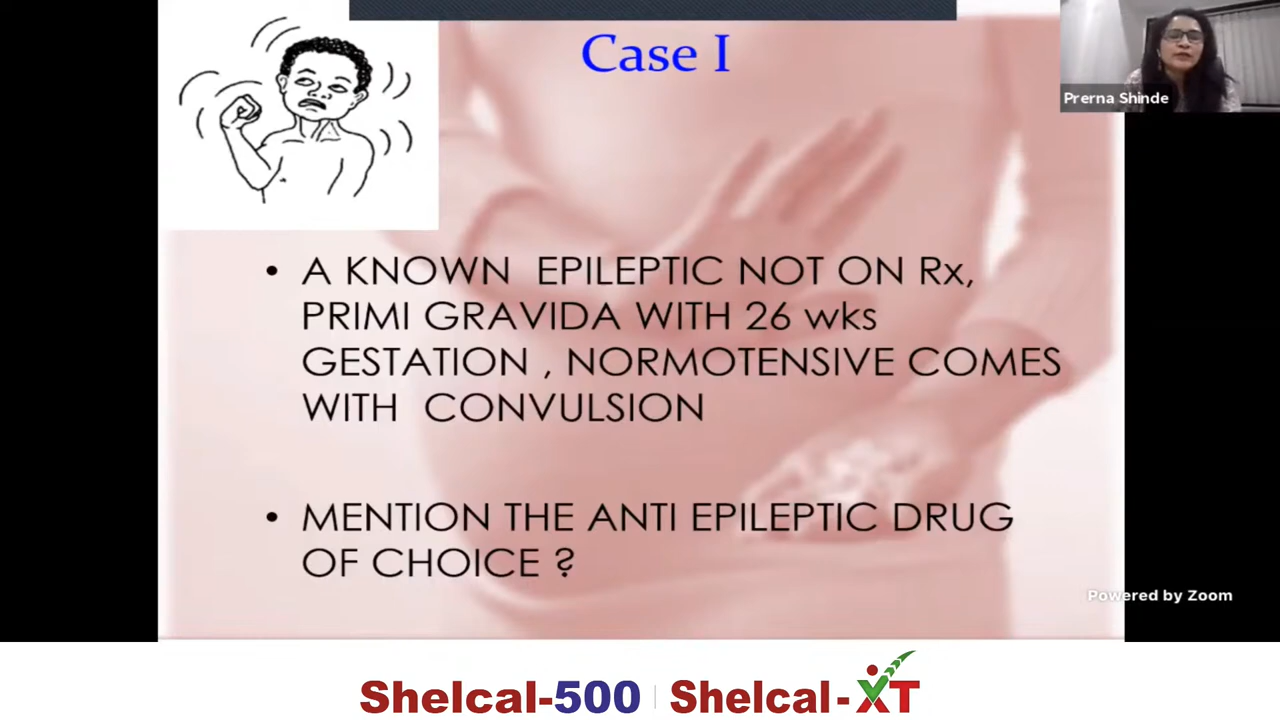 Case I
Prerna Shinde
• A KNOWN EPILEPTIC NOT ON Rx,
PRIMI GRAVIDA WITH 26 wks
GESTATION , NORMOTENSIVE COMES
WITH CONVULSION
• MENTION THE ANTI EPILEPTIC DRUG
OF CHOICE ?
Powered by Zoom
Shelcal-500 Shelcal-XT